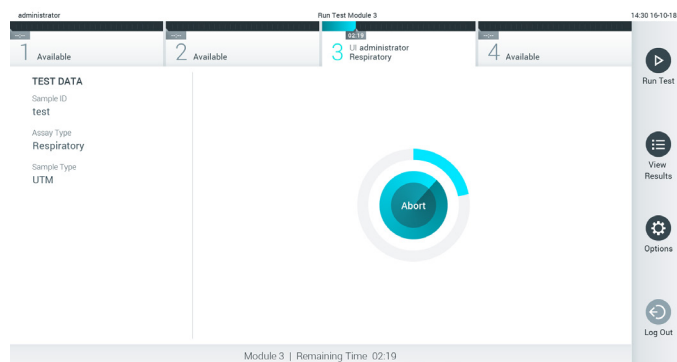 administrator
Run Test Module 3
14:30 16-10-18
--:--
1 Available
--:--
2 Available
02:19
3 UI administrator
Respiratory
--:--
4 Available
TEST DATA
Sample ID
test
Assay Type
Respiratory
Sample Type
UTM
Abort
Run Test
View
Results
Options
Log Out
Module 3 | Remaining Time 02:19